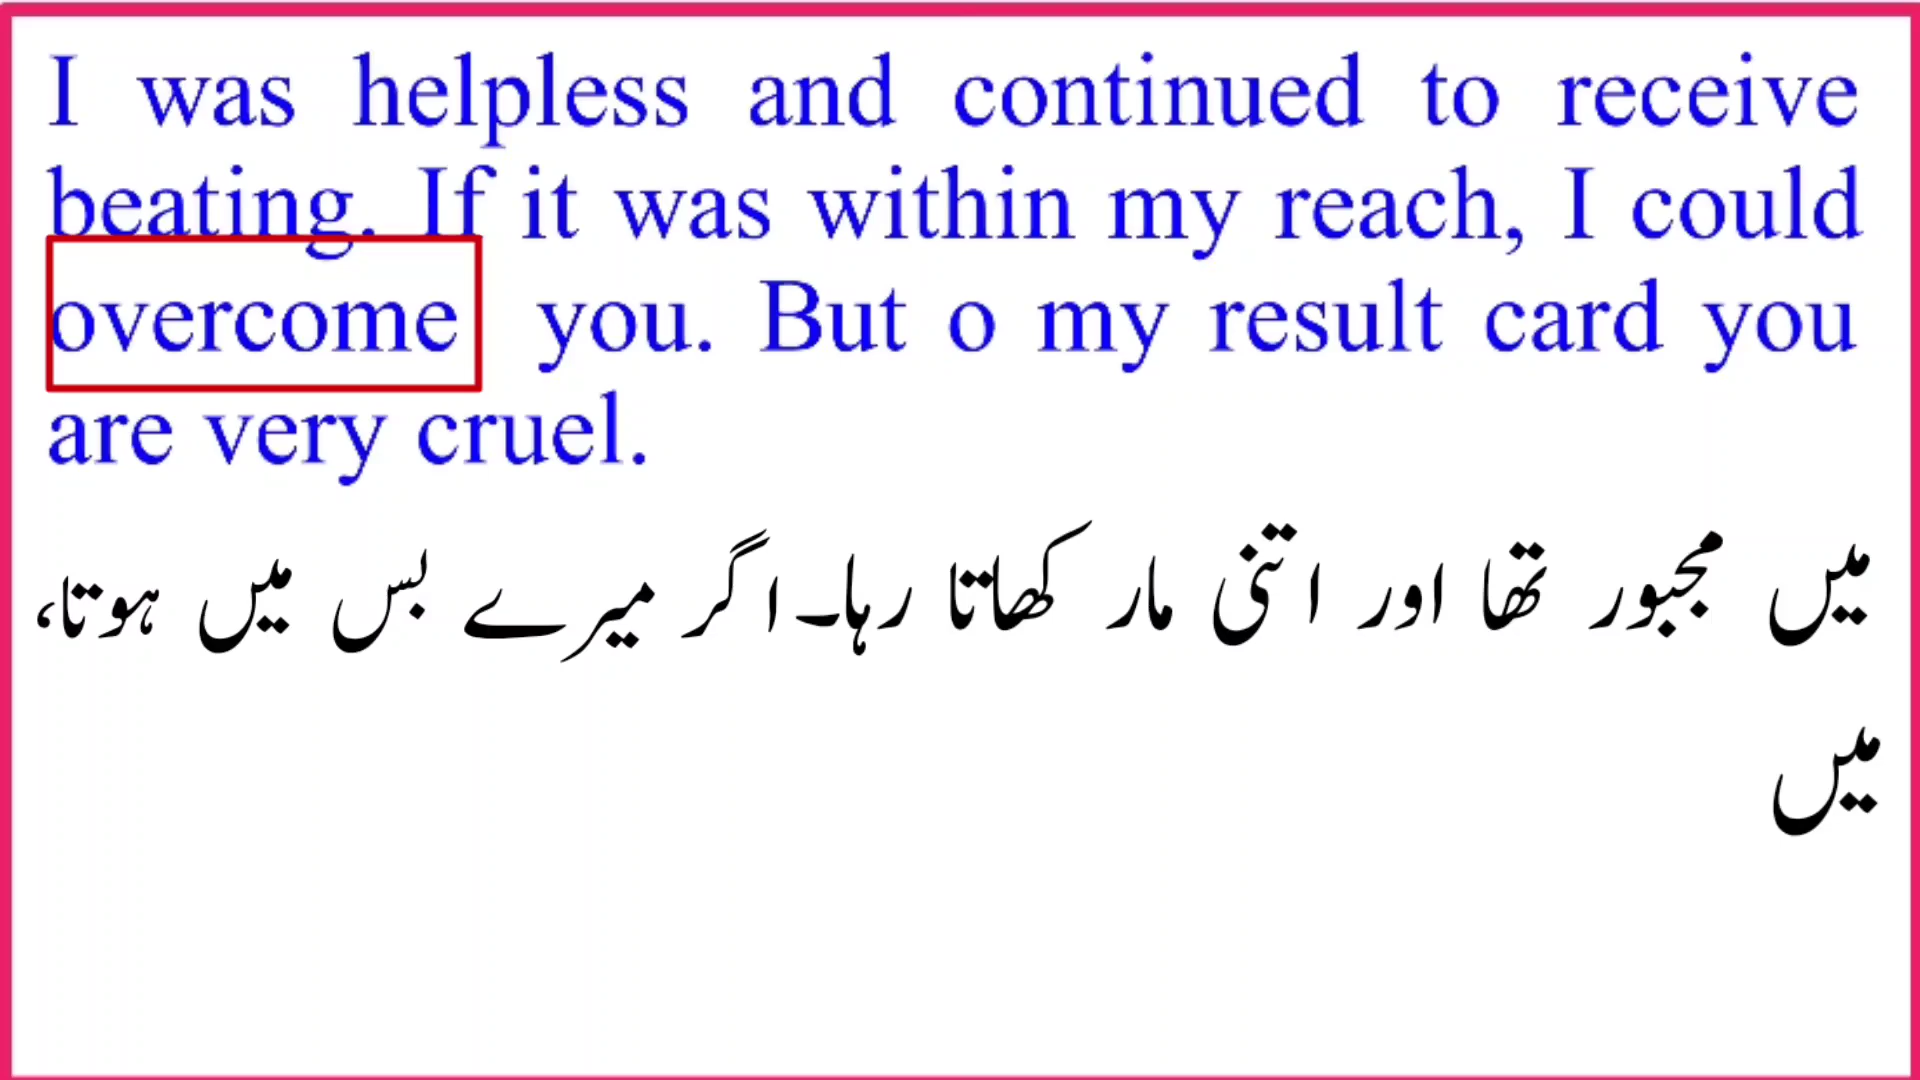 I was helpless and continued to receive
beating. If it was within my reach, I could
overcome you. But o my result card you
are very cruel.
میں مجبور تھا اور اتنی مار کھاتا رہا۔اگر میرے بس میں ہوتا،
میں